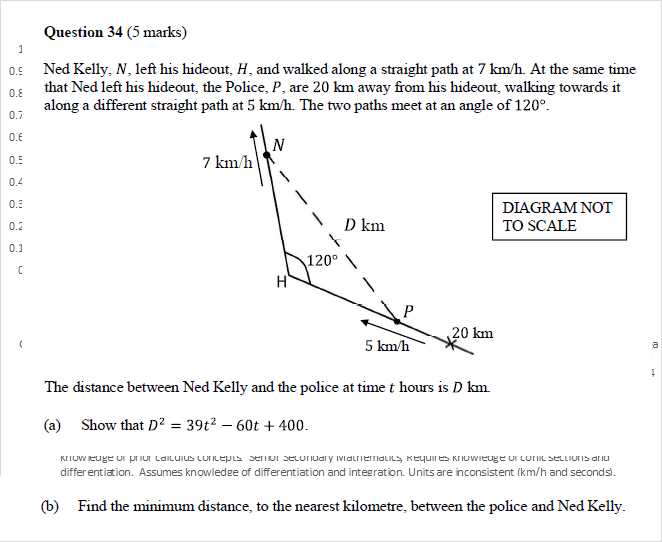 Question 34 (5 marks)
1
0.9
0.8
0.7
0.6
0.5
0.4
0.3
0.2
0.1
Ned Kelly, N, left his hideout, H, and walked along a straight path at 7 km/h. At the same time
that Ned left his hideout, the Police, P, are 20 km away from his hideout, walking towards it
along a different straight path at 5 km/h. The two paths meet at an angle of 120°.
N
7 km/h
D km
DIAGRAM NOT
TO SCALE
120°
H
P
20 km
5 km/h
a
The distance between Ned Kelly and the police at time t hours is D km.
(a) Show that D² = 39t² − 60t + 400.
knowledge of prior calculus concepts. Senior Secondary Mathematics, Requires knowledge of conic sections and
differentiation. Assumes knowledge of differentiation and integration. Units are inconsistent (km/h and seconds).
(b) Find the minimum distance, to the nearest kilometre, between the police and Ned Kelly.